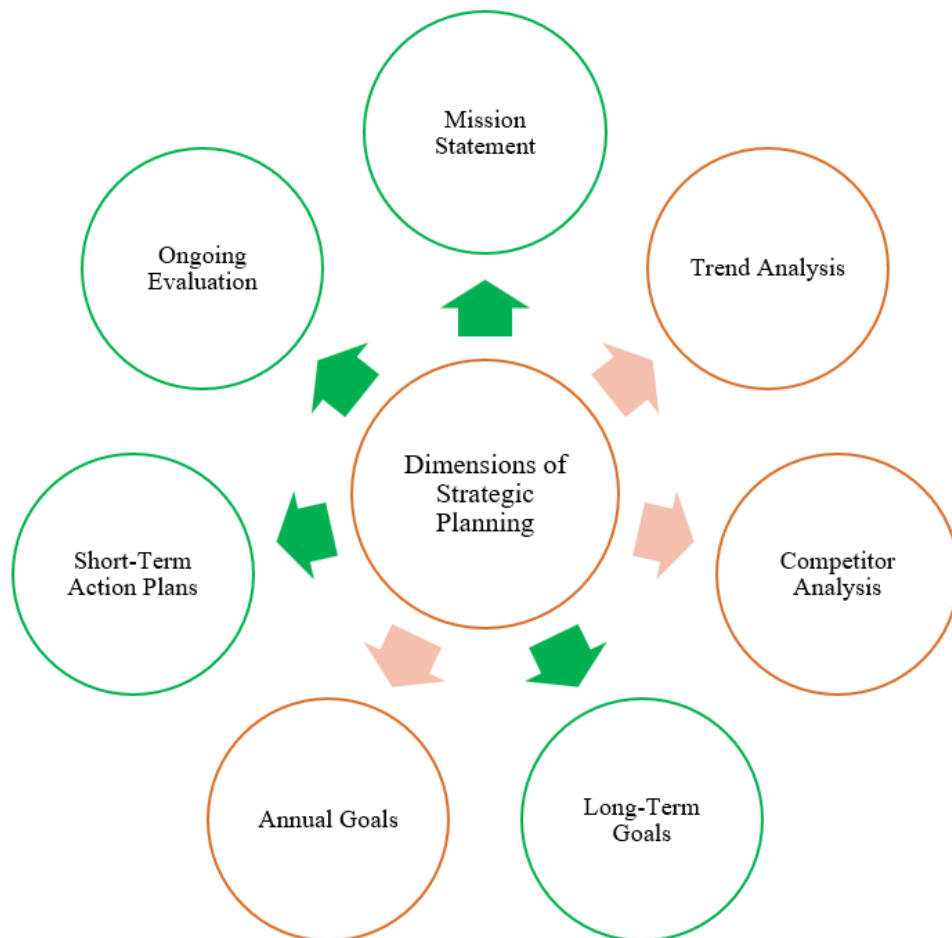 Mission
Statement
Ongoing
Evaluation
Trend Analysis
Dimensions of
Strategic
Planning
Short-Term
Action Plans
Competitor
Analysis
Annual Goals
Long-Term
Goals